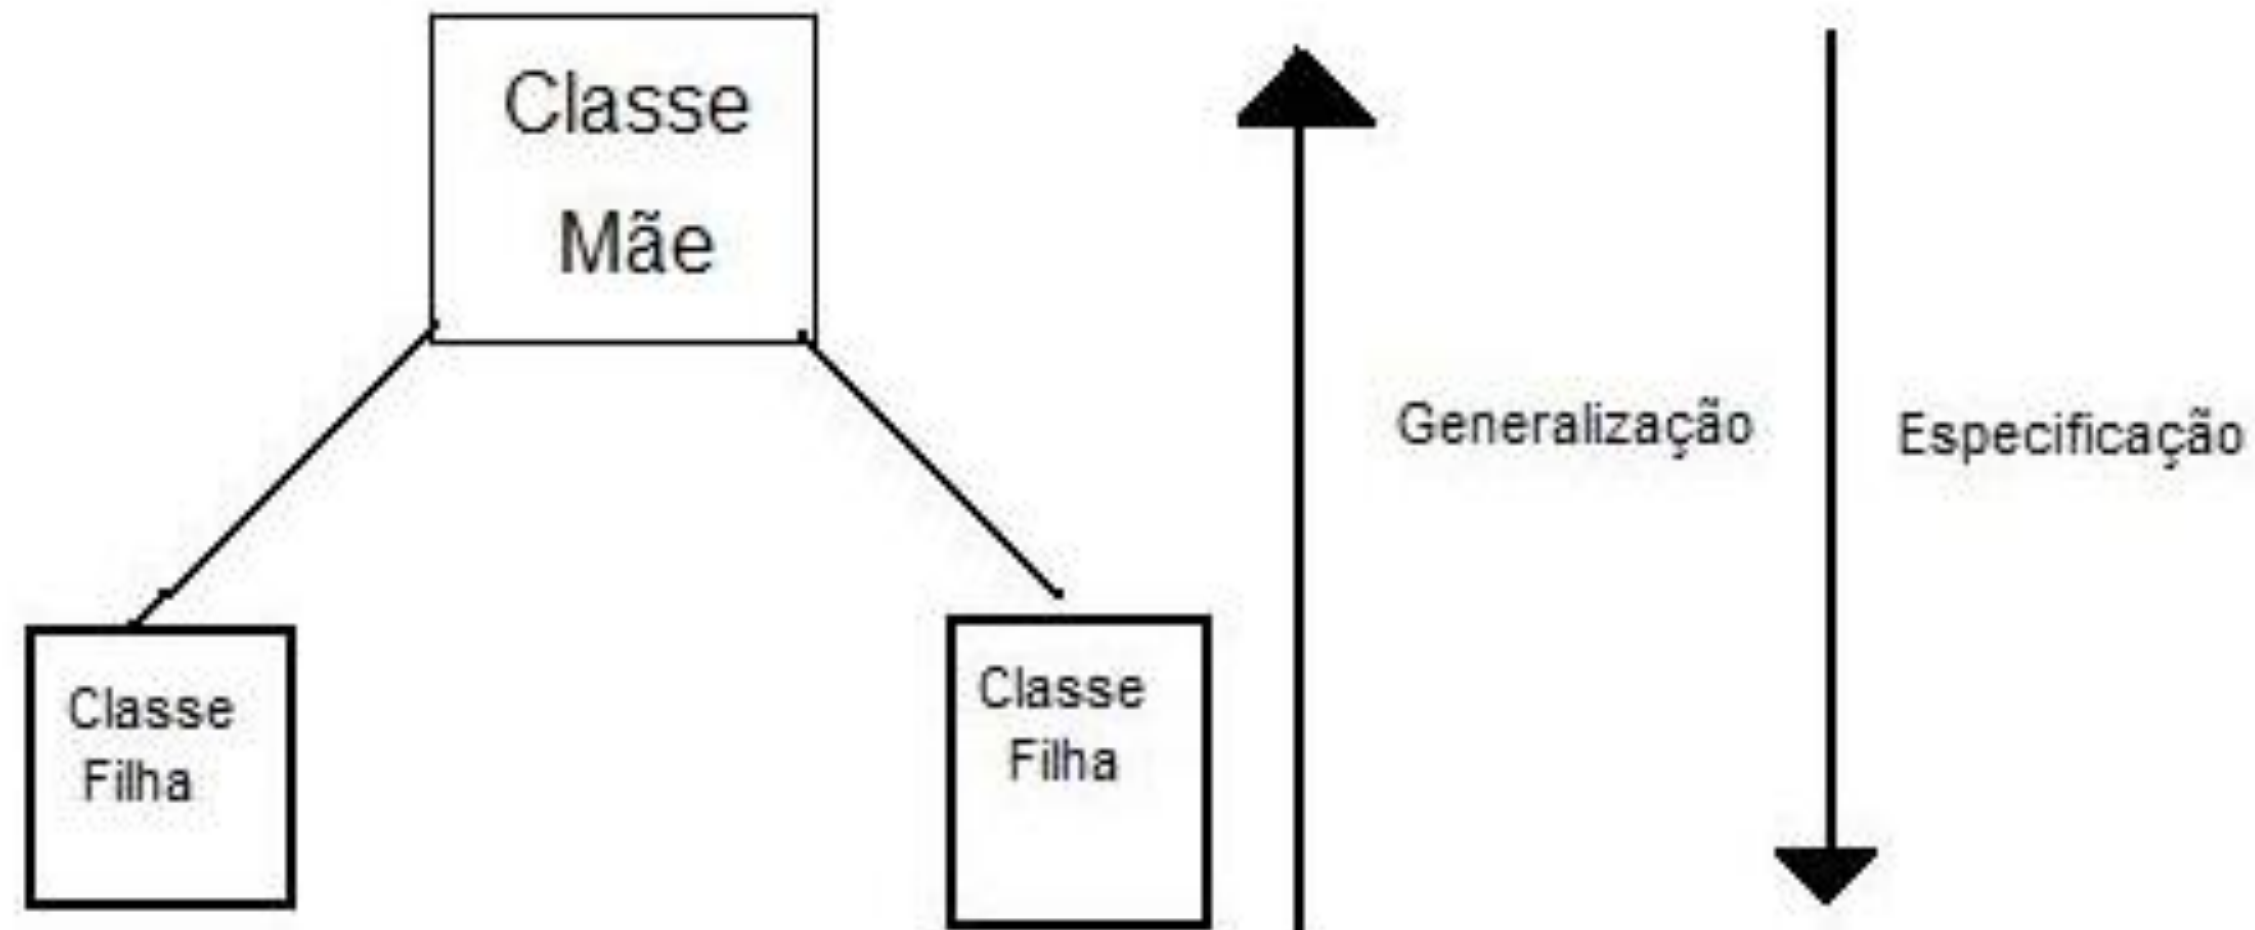 Classe
Mãe
Generalização
Especificação
Classe
Filha
Classe
Filha